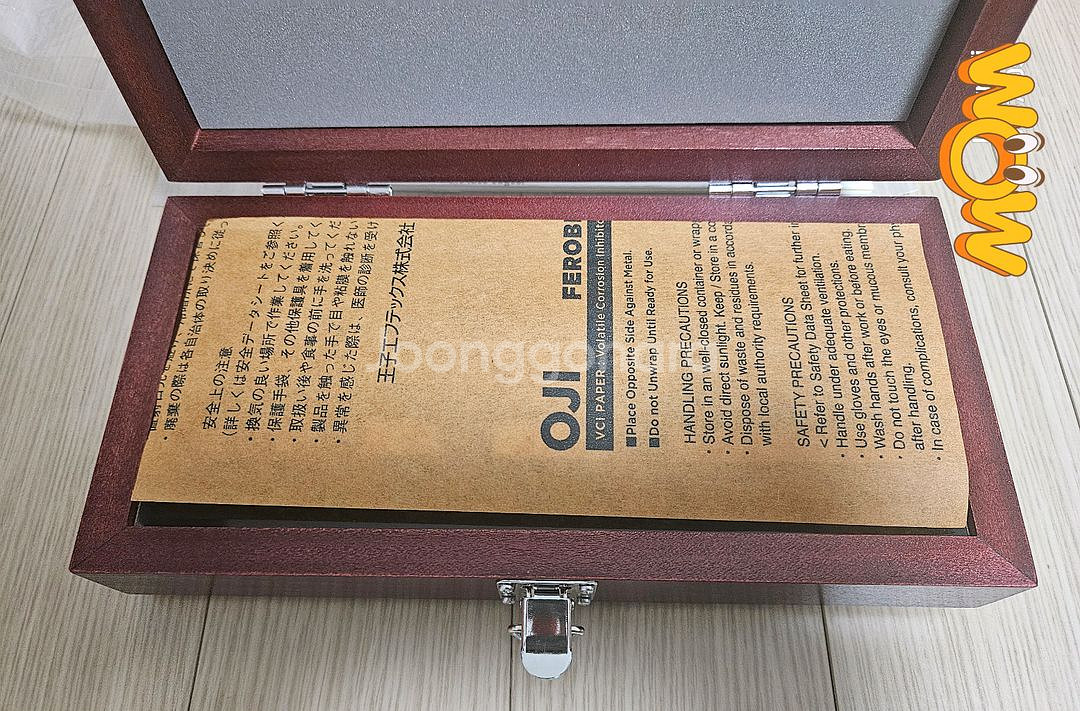 ・廃棄の際は各自治体の取り決めに従っ
安全上の注意
（詳しくは安全データシートをご参照く
・換気の良い場所で作業してください。
・保護手袋、その他保護具を着用してく
・取扱い後や食事の前に手を洗ってくだ
・製品を触った手で目や粘膜を触れない
・異常を感じた際は、医師の診断を受け
王子エフテックス株式会社
OJI FEROB
VCI PAPER Volatile Corrosion Inhibito
■Place Opposite Side Against Metal.
■Do not Unwrap Until Ready for Use.
HANDLING PRECAUTIONS
・Store in an well-closed container or wrap
・Avoid direct sunlight. Keep / Store in a co
・Dispose of waste and residues in accord
with local authority requirements.
SAFETY PRECAUTIONS
< Refer to Safety Data Sheet for further i
・Handle under adequate ventilation.
・Use gloves and other protections.
・Wash hands after work or before eating.
・Do not touch the eyes or mucous membr
after handling.
・In case of complications, consult your ph
WOW
Joonggonara